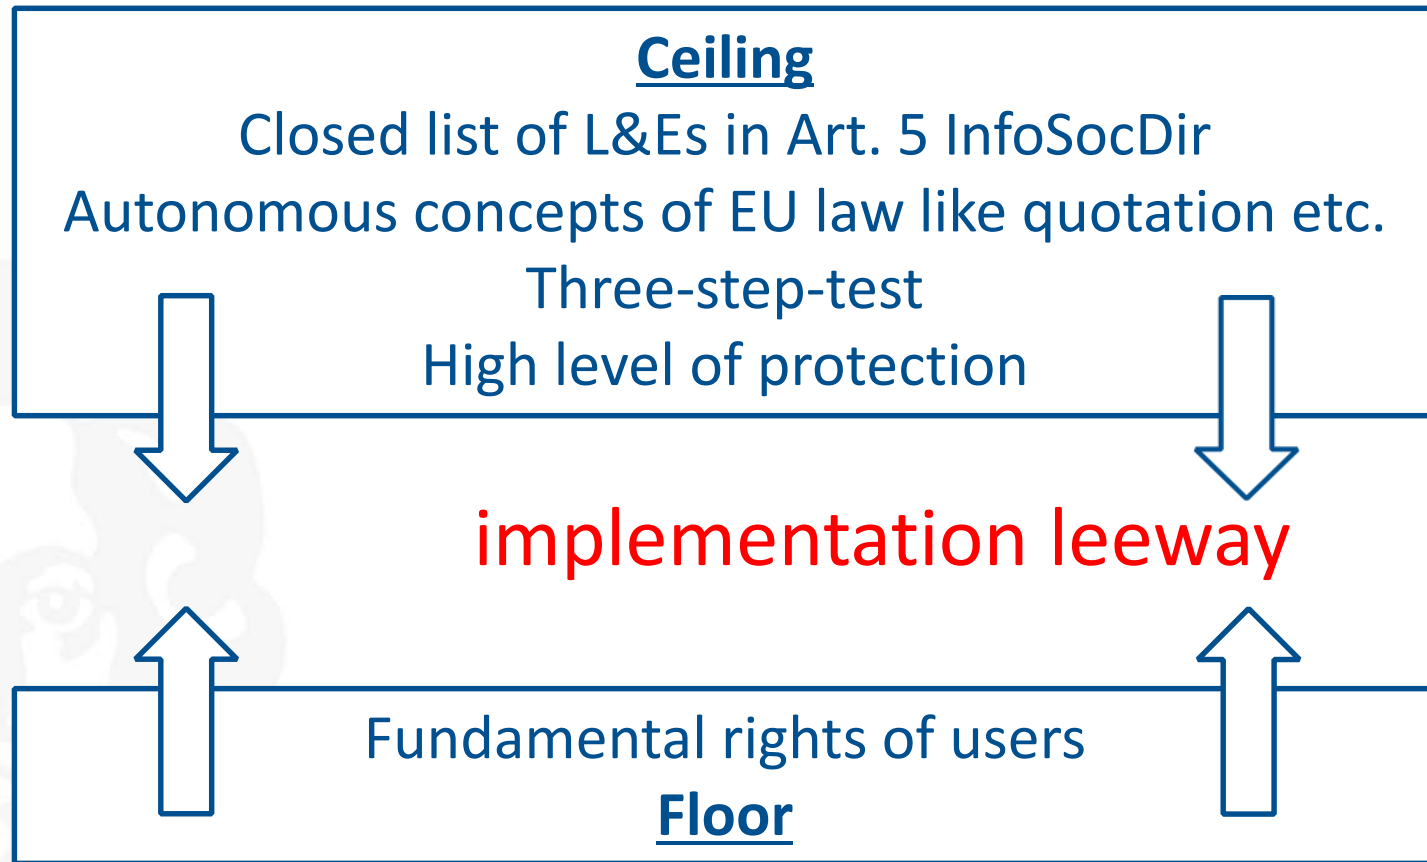 Ceiling
Closed list of L&Es in Art. 5 InfoSocDir
Autonomous concepts of EU law like quotation etc.
Three-step-test
High level of protection
implementation leeway
Fundamental rights of users
Floor